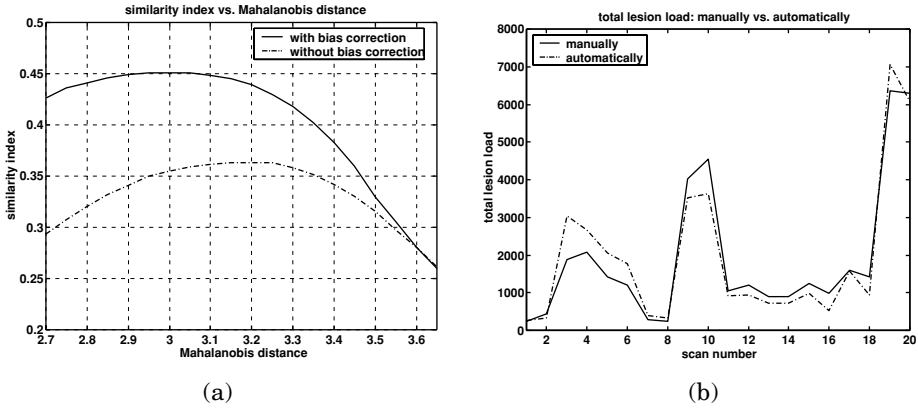 similarity index vs. Mahalanobis distance
0.5
0.45
0.4
0.35
0.3
0.25
0.2
similarity index
with bias correction
without bias correction
2.7 2.8 2.9 3 3.1 3.2 3.3 3.4 3.5 3.6
Mahalanobis distance
(a)
total lesion load: manually vs. automatically
8000
7000
6000
5000
4000
3000
2000
1000
0
total lesion load
manually
automatically
2 4 6 8 10 12 14 16 18 20
scan number
(b)